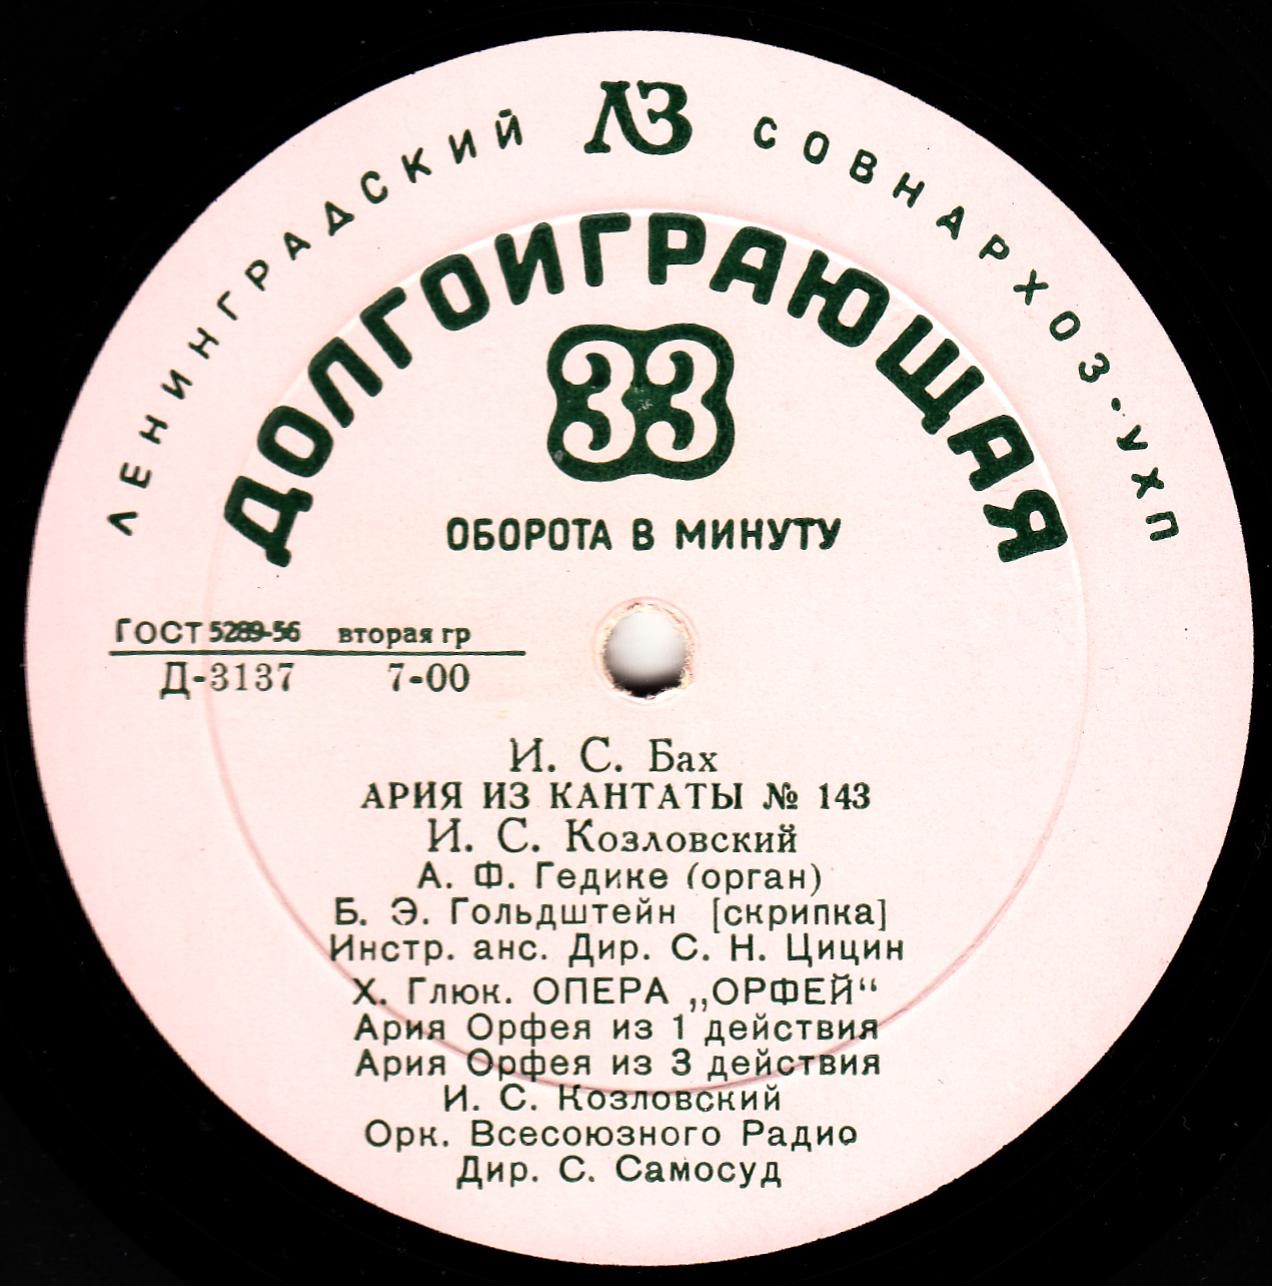 ЛЕНИНГРАДСКИЙ ЛЗ СОВНАРХОЗ • УХП
ДОЛГОИГРАЮЩАЯ
33
ОБОРОТА В МИНУТУ
ГОСТ 5289-56 вторая гр
Д-3137 7-00
И. С. Бах
АРИЯ ИЗ КАНТАТЫ № 143
И. С. Козловский
А. Ф. Гедике (орган)
Б. Э. Гольдштейн [скрипка]
Инстр. анс. Дир. С. Н. Цицин
Х. Глюк. ОПЕРА „ОРФЕЙ“
Ария Орфея из 1 действия
Ария Орфея из 3 действия
И. С. Козловский
Орк. Всесоюзного Радио
Дир. С. Самосуд